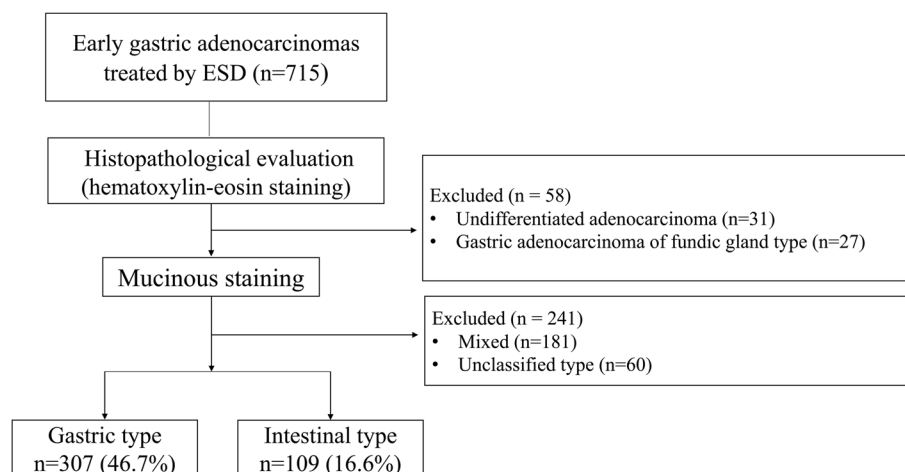 Early gastric adenocarcinomas
treated by ESD (n=715)
Histopathological evaluation
(hematoxylin-eosin staining)
Excluded (n = 58)
• Undifferentiated adenocarcinoma (n=31)
• Gastric adenocarcinoma of fundic gland type (n=27)
Mucinous staining
Excluded (n = 241)
• Mixed (n=181)
• Unclassified type (n=60)
Gastric type
n=307 (46.7%)
Intestinal type
n=109 (16.6%)